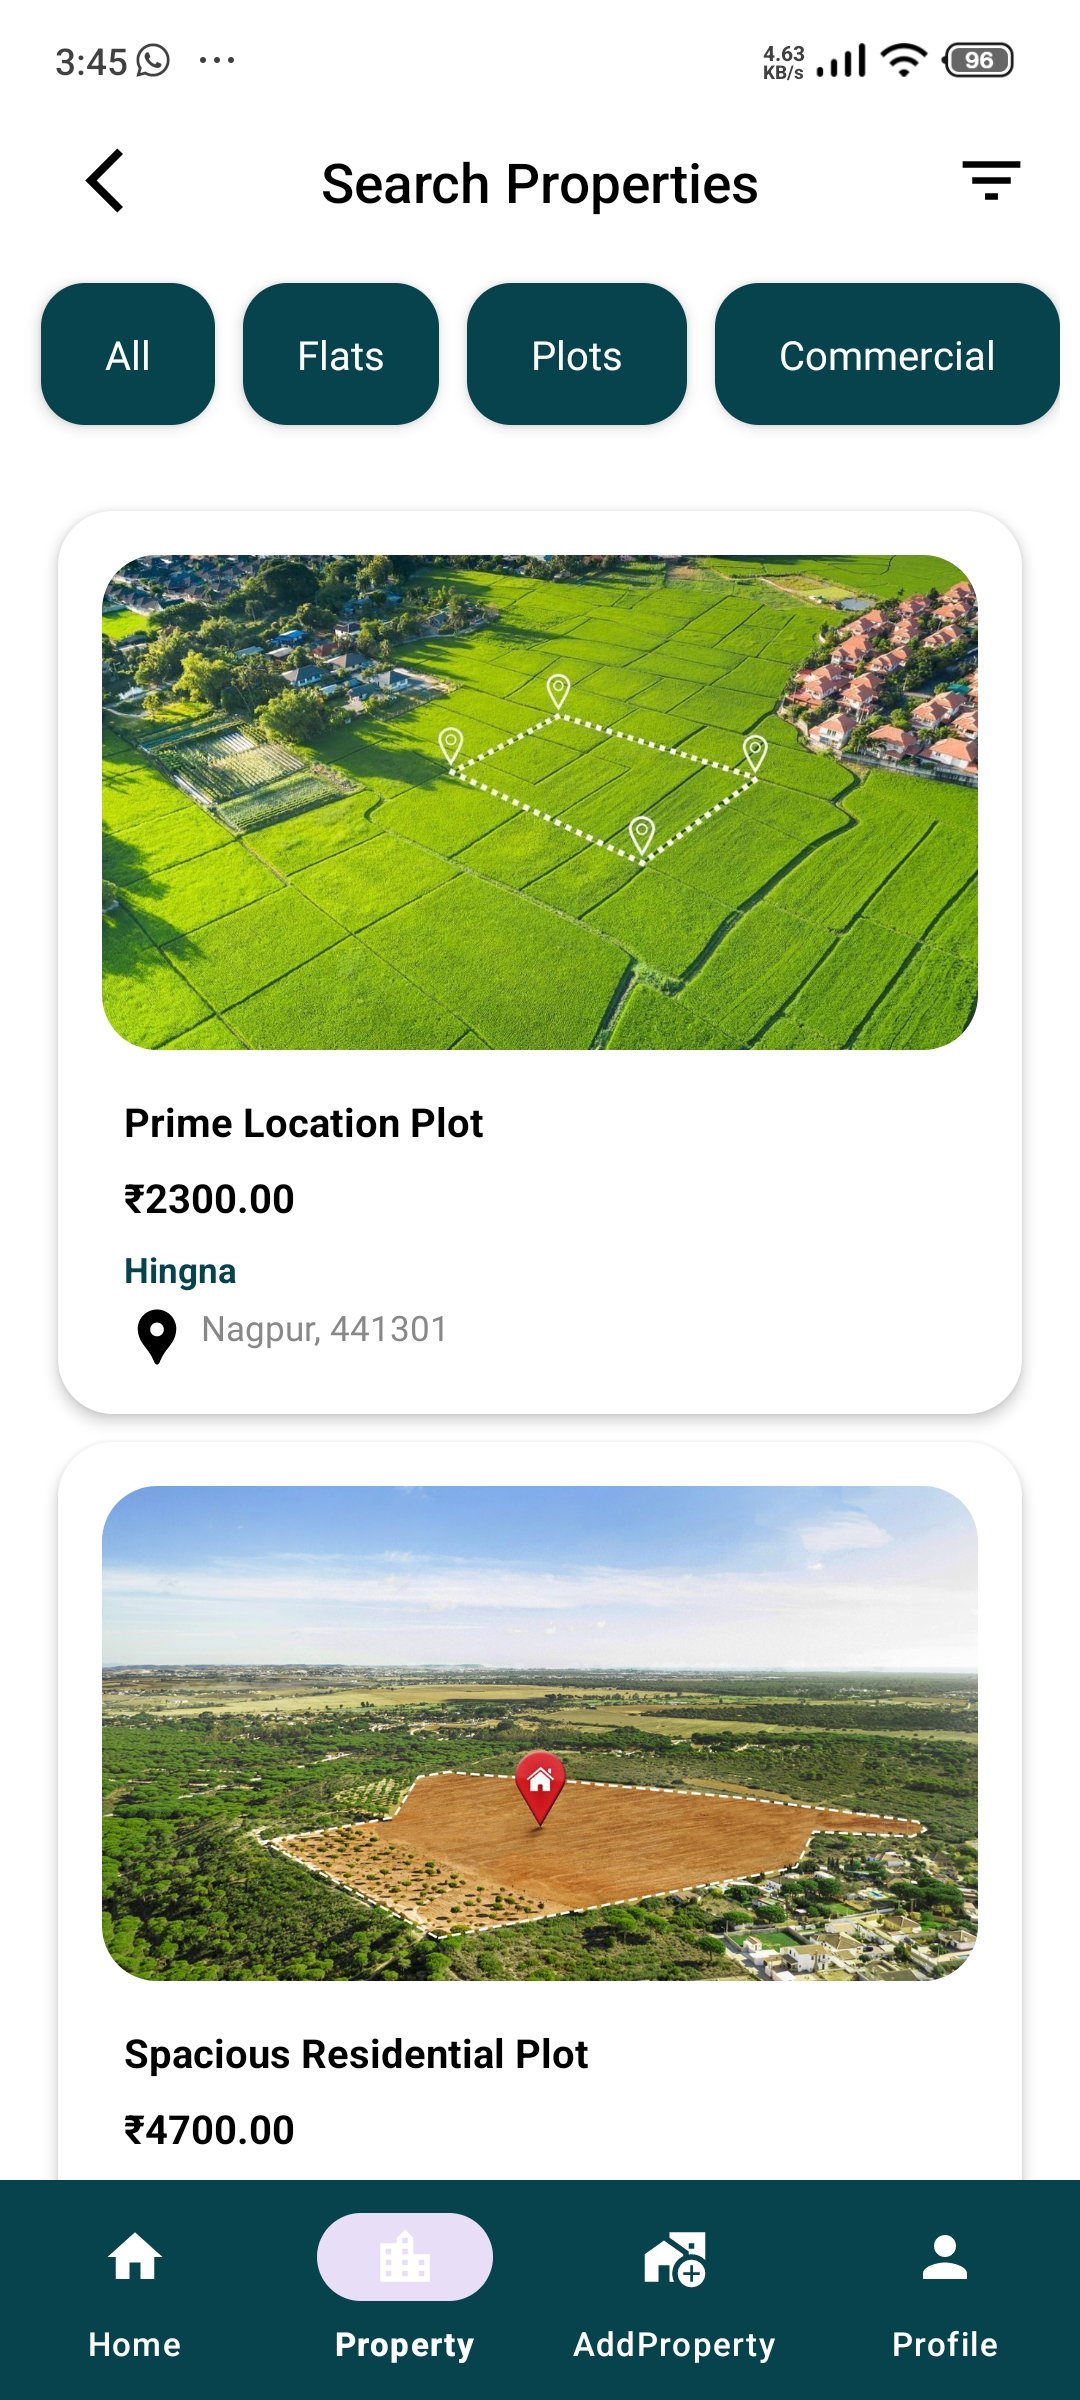 3:45 ... 4.63 KB/s 96
Search Properties
All Flats Plots Commercial
Prime Location Plot
₹2300.00
Hingna
Nagpur, 441301
Spacious Residential Plot
₹4700.00
Home Property AddProperty Profile